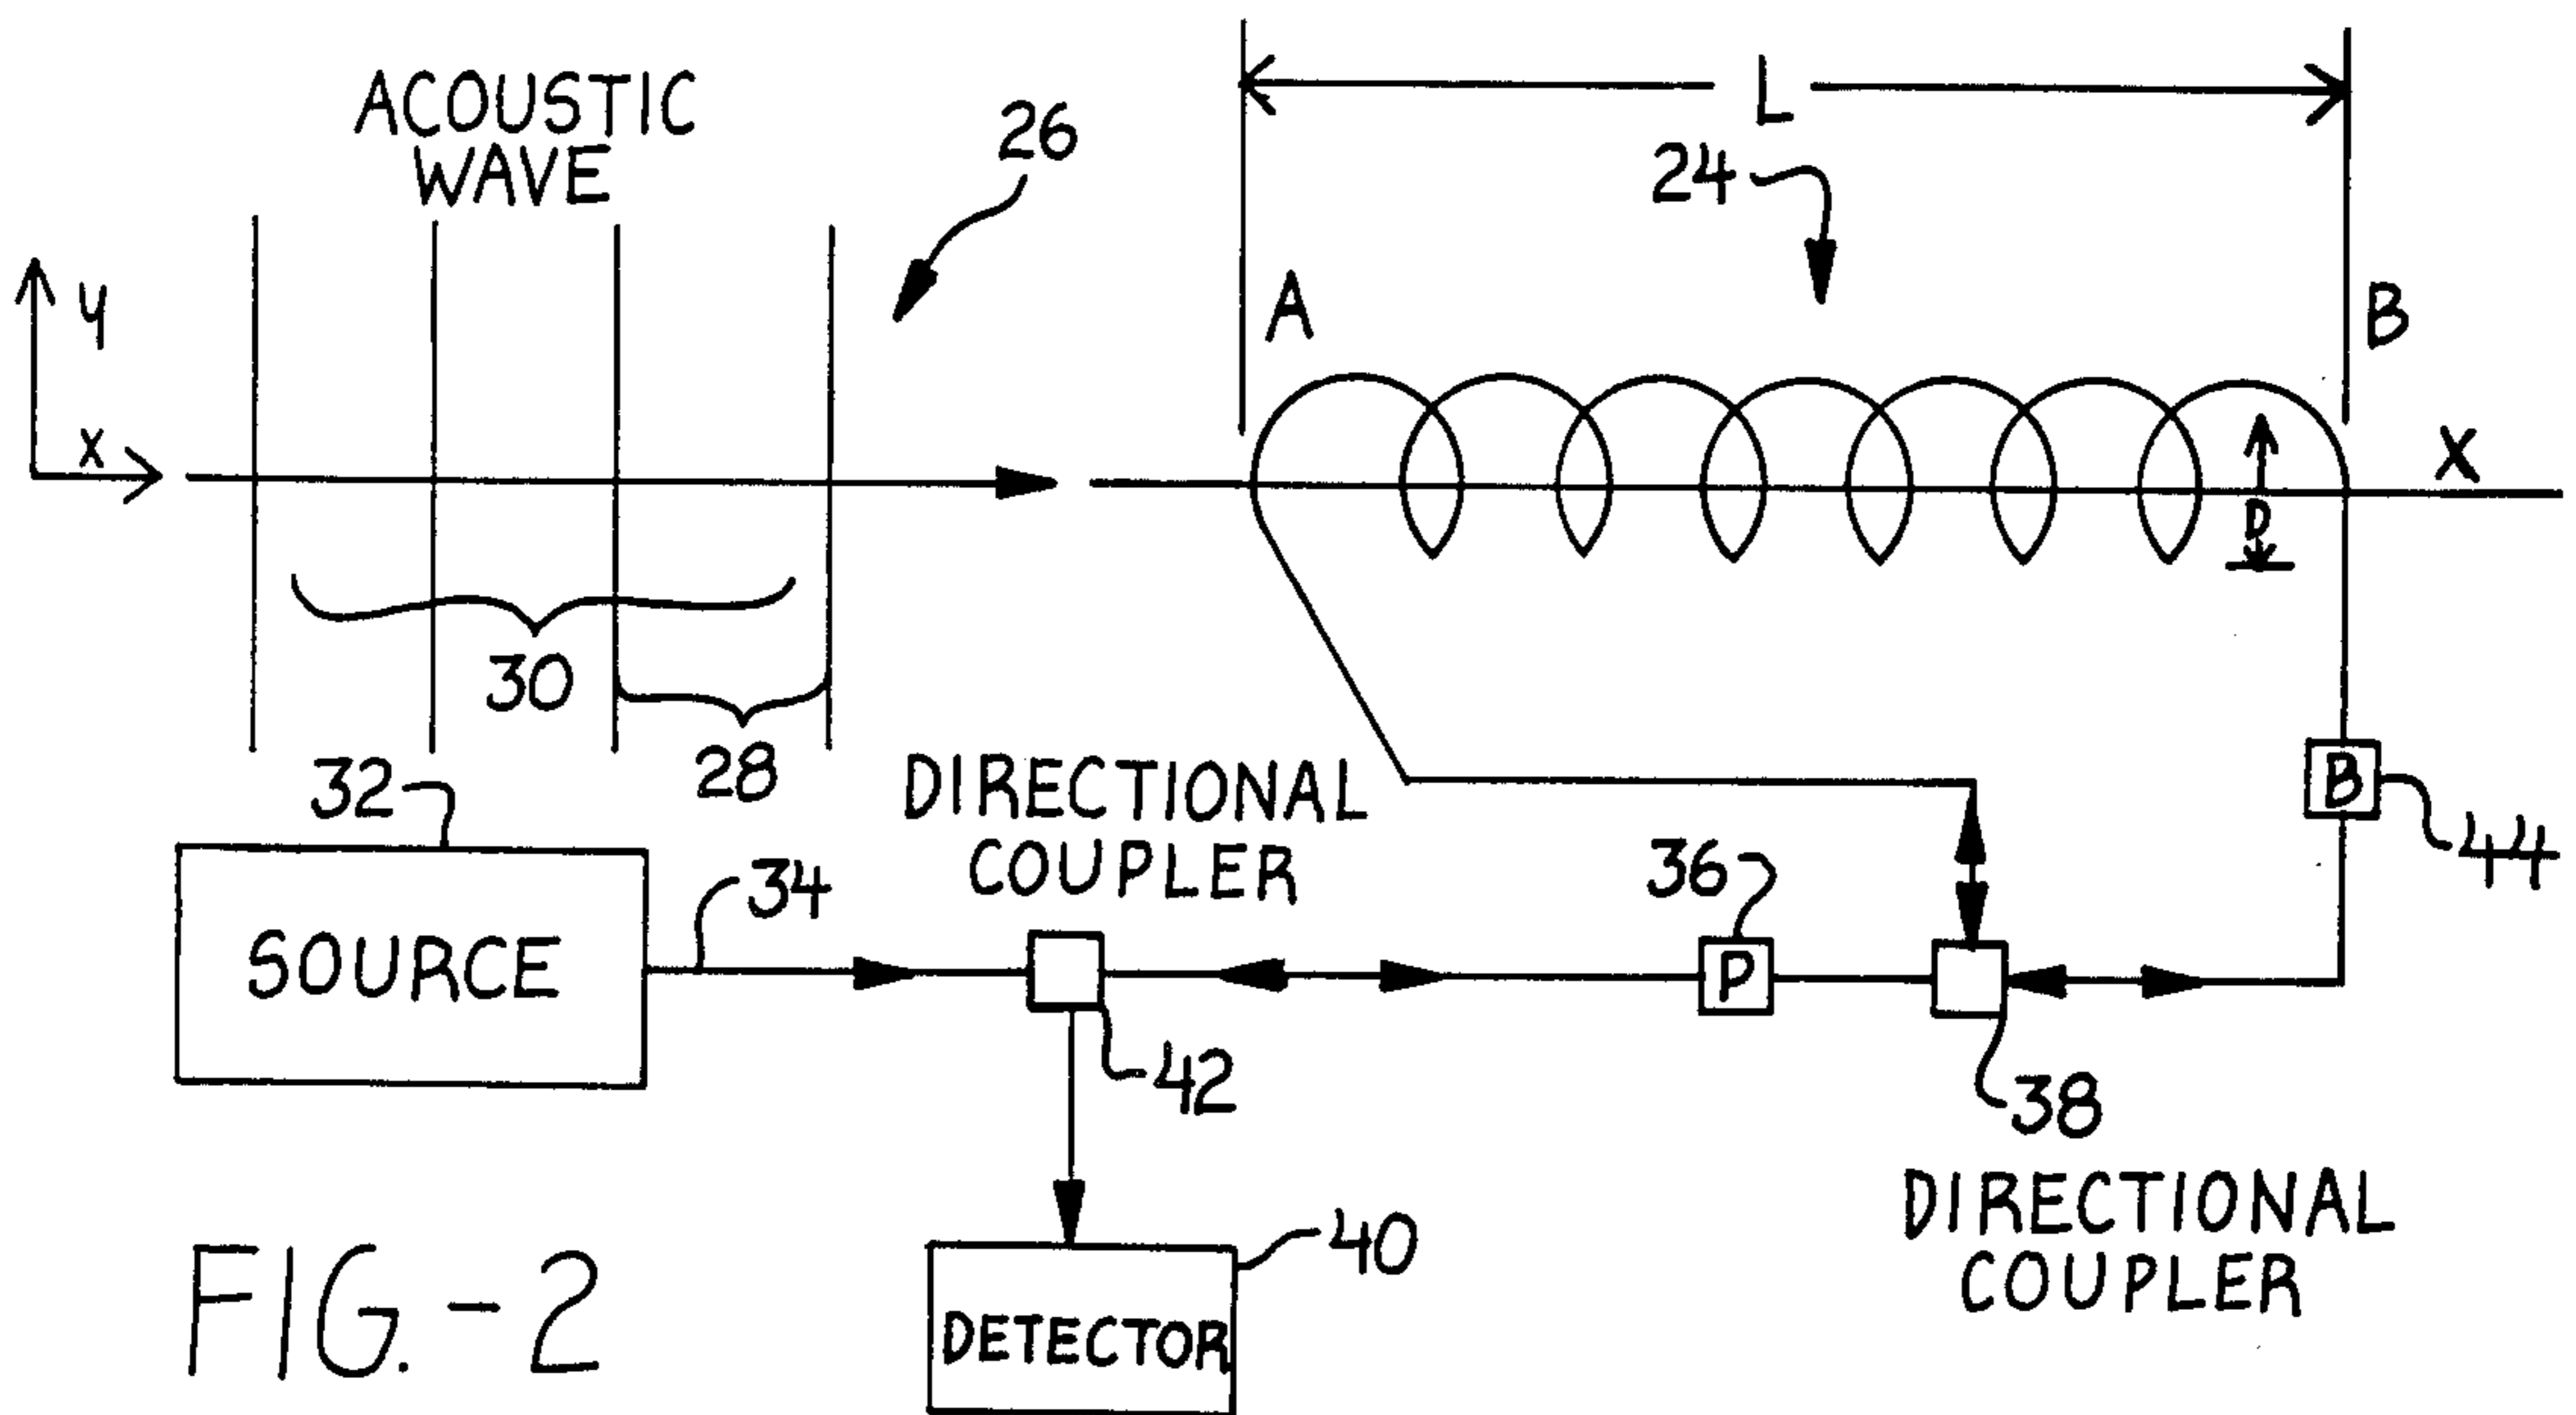 ACOUSTIC
WAVE
26
L
24
y
x
A
B
X
D
30
28
32
SOURCE
34
DIRECTIONAL
COUPLER
36
P
B
44
42
38
DIRECTIONAL
COUPLER
40
DETECTOR
FIG.-2